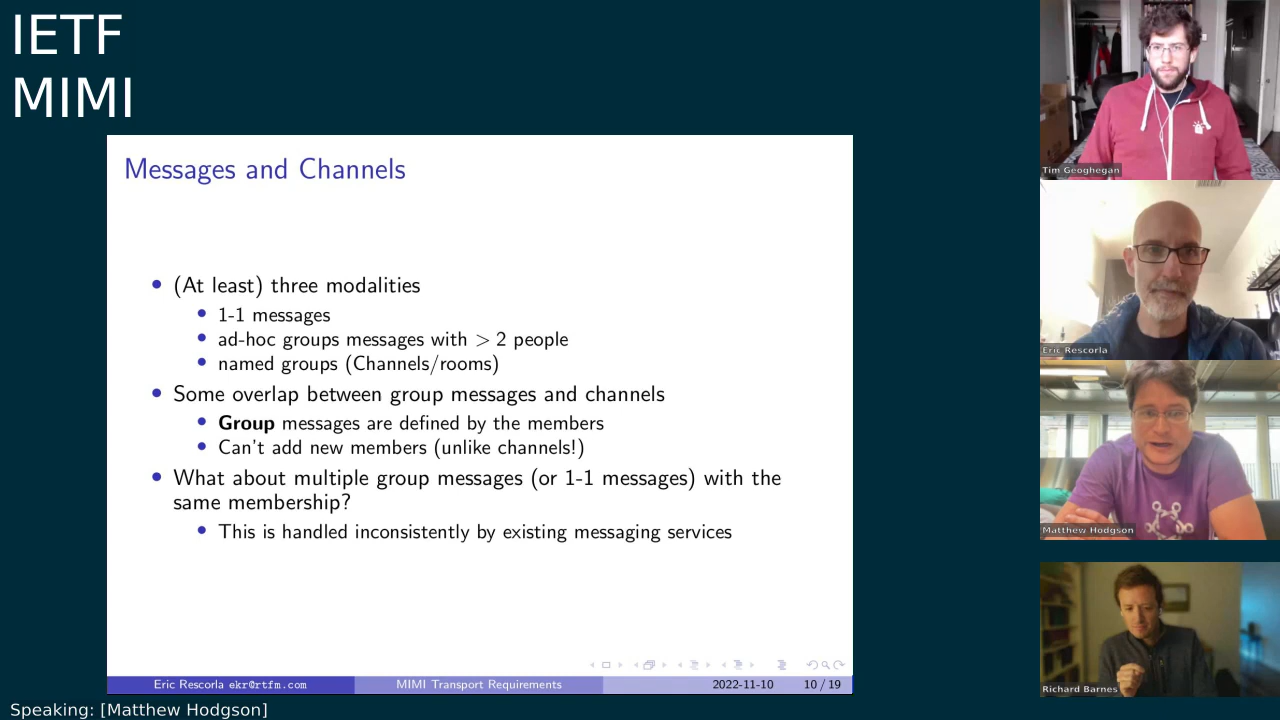 IETF
MIMI
Messages and Channels
(At least) three modalities
1-1 messages
ad-hoc groups messages with > 2 people
named groups (Channels/rooms)
Some overlap between group messages and channels
Group messages are defined by the members
Can't add new members (unlike channels!)
What about multiple group messages (or 1-1 messages) with the
same membership?
This is handled inconsistently by existing messaging services
Eric Rescorla ekr@rtfm.com MIMI Transport Requirements 2022-11-10 10 / 19
Speaking: [Matthew Hodgson]
Tim Geoghegan
Eric Rescorla
Matthew Hodgson
Richard Barnes